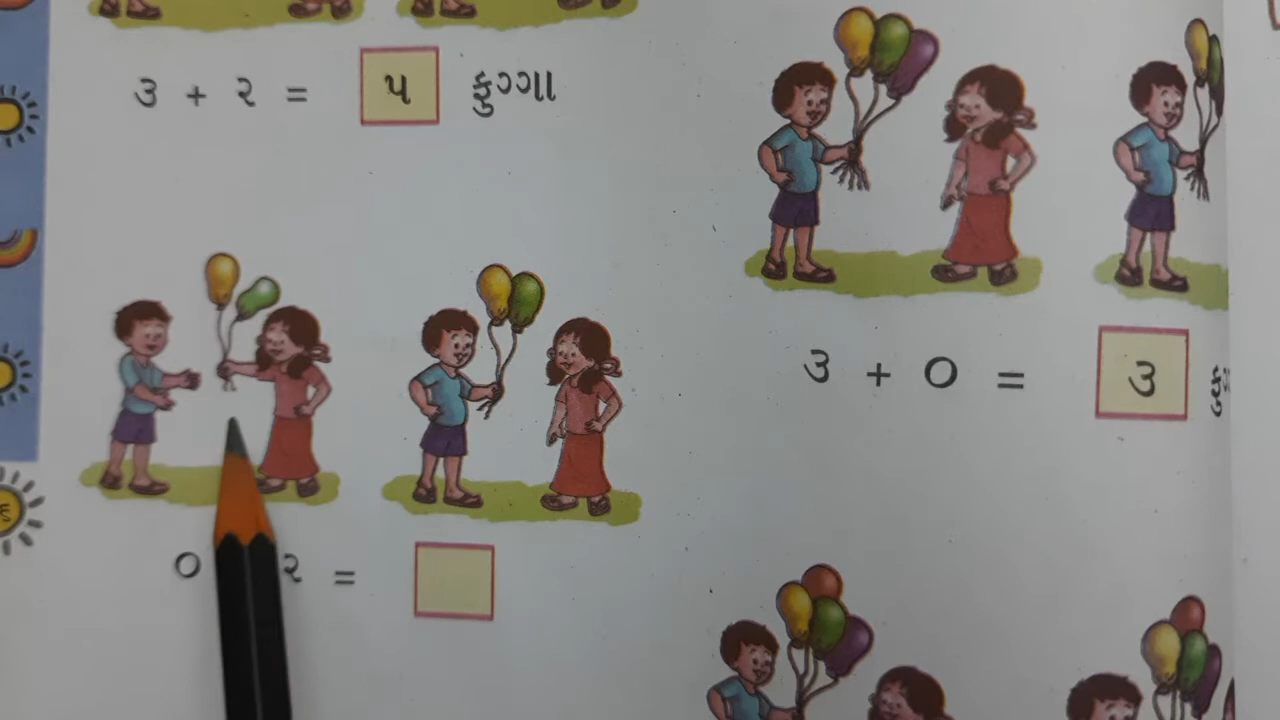 ૩ + ૨ = ૫ ફુગ્ગા
૩ + ૦ = ૩
૦ ૨ =